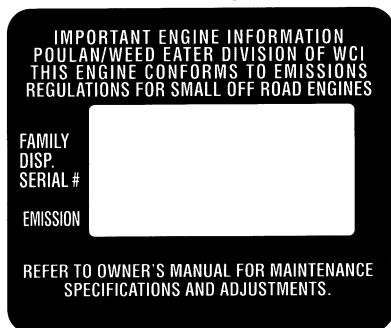 IMPORTANT ENGINE INFORMATION
POULAN/WEED EATER DIVISION OF WCI
THIS ENGINE CONFORMS TO EMISSIONS
REGULATIONS FOR SMALL OFF ROAD ENGINES
FAMILY
DISP.
SERIAL #
EMISSION
REFER TO OWNER'S MANUAL FOR MAINTENANCE
SPECIFICATIONS AND ADJUSTMENTS.